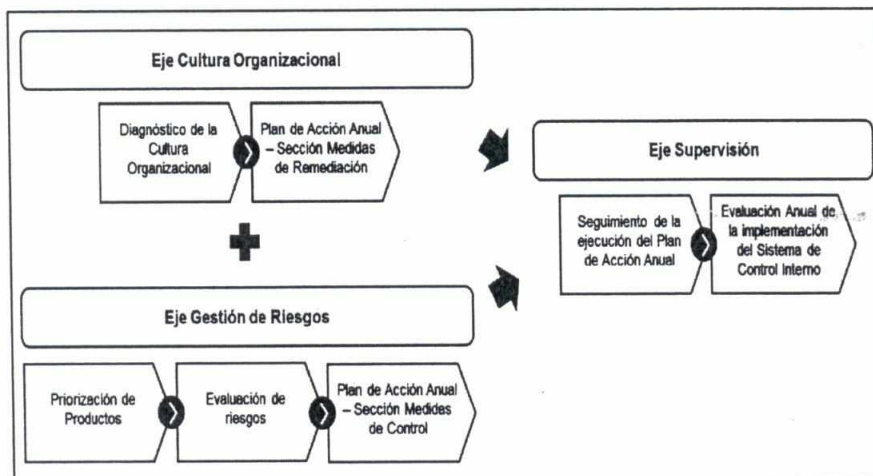 Eje Cultura Organizacional
Diagnóstico de la
Cultura
Organizacional
Plan de Acción Anual
– Sección Medidas
de Remediación
Eje Gestión de Riesgos
Priorización de
Productos
Evaluación de
riesgos
Plan de Acción Anual
– Sección Medidas
de Control
Eje Supervisión
Seguimiento de la
ejecución del Plan
de Acción Anual
Evaluación Anual de
la implementación
del Sistema de
Control Interno